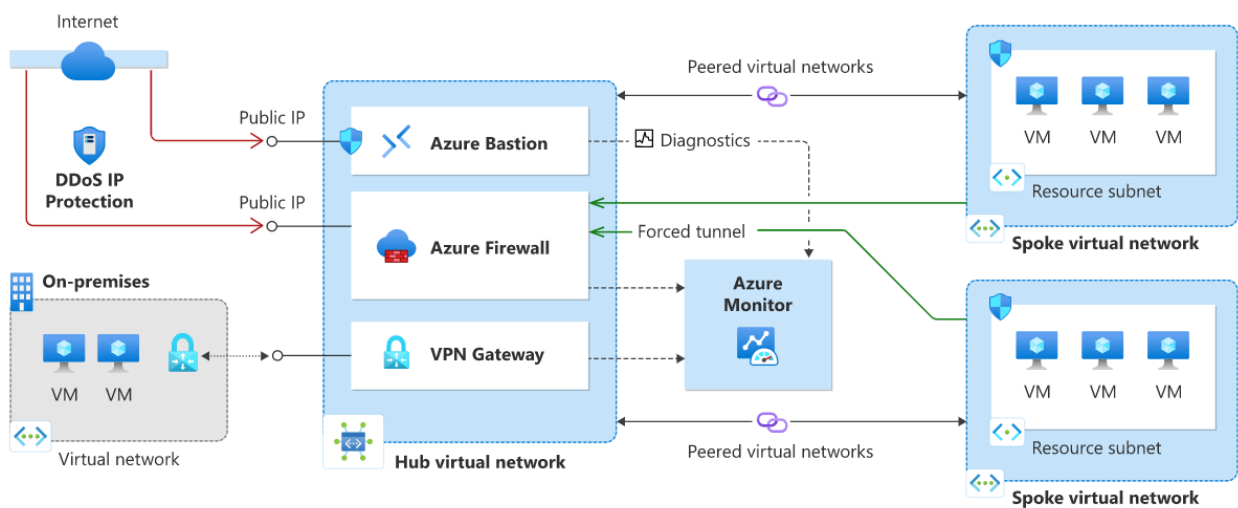 Internet
Peered virtual networks
VM VM VM
Public IP
Azure Bastion
Diagnostics
DDoS IP
Protection
Resource subnet
Public IP
Azure Firewall
Forced tunnel
Spoke virtual network
On-premises
Azure
Monitor
VM VM
VPN Gateway
VM VM VM
Virtual network
Hub virtual network
Peered virtual networks
Resource subnet
Spoke virtual network